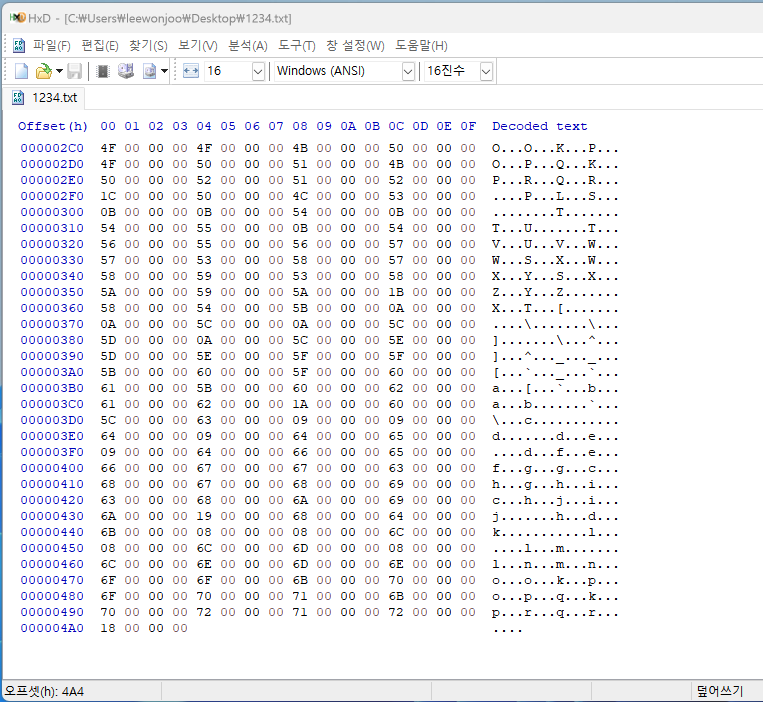 HxD - [C:₩Users₩leewonjoo₩Desktop₩1234.txt]
파일(F) 편집(E) 찾기(S) 보기(V) 분석(A) 도구(T) 창 설정(W) 도움말(H)
16 Windows (ANSI) 16진수
1234.txt
Offset(h) 00 01 02 03 04 05 06 07 08 09 0A 0B 0C 0D 0E 0F Decoded text
000002C0 4F 00 00 00 4F 00 00 00 4B 00 00 00 50 00 00 00 O...O...K...P...
000002D0 4F 00 00 00 50 00 00 00 51 00 00 00 4B 00 00 00 O...P...Q...K...
000002E0 50 00 00 00 52 00 00 00 51 00 00 00 52 00 00 00 P...R...Q...R...
000002F0 1C 00 00 00 50 00 00 00 4C 00 00 00 53 00 00 00 ....P...L...S...
00000300 0B 00 00 00 0B 00 00 00 54 00 00 00 0B 00 00 00 ........T.......
00000310 54 00 00 00 55 00 00 00 0B 00 00 00 54 00 00 00 T...U.......T...
00000320 56 00 00 00 55 00 00 00 56 00 00 00 57 00 00 00 V...U...V...W...
00000330 57 00 00 00 53 00 00 00 58 00 00 00 57 00 00 00 W...S...X...W...
00000340 58 00 00 00 59 00 00 00 53 00 00 00 58 00 00 00 X...Y...S...X...
00000350 5A 00 00 00 59 00 00 00 5A 00 00 00 1B 00 00 00 Z...Y...Z.......
00000360 58 00 00 00 54 00 00 00 5B 00 00 00 0A 00 00 00 X...T...[.......
00000370 0A 00 00 00 5C 00 00 00 0A 00 00 00 5C 00 00 00 ....\.......\...
00000380 5D 00 00 00 0A 00 00 00 5C 00 00 00 5E 00 00 00 ].......\...^...
00000390 5D 00 00 00 5E 00 00 00 5F 00 00 00 5F 00 00 00 ]...^..._..._...
000003A0 5B 00 00 00 60 00 00 00 5F 00 00 00 60 00 00 00 [...`..._...`...
000003B0 61 00 00 00 5B 00 00 00 60 00 00 00 62 00 00 00 a...[...`...b...
000003C0 61 00 00 00 62 00 00 00 1A 00 00 00 60 00 00 00 a...b.......`...
000003D0 5C 00 00 00 63 00 00 00 09 00 00 00 09 00 00 00 \...c...........
000003E0 64 00 00 00 09 00 00 00 64 00 00 00 65 00 00 00 d.......d...e...
000003F0 09 00 00 00 64 00 00 00 66 00 00 00 65 00 00 00 ....d...f...e...
00000400 66 00 00 00 67 00 00 00 67 00 00 00 63 00 00 00 f...g...g...c...
00000410 68 00 00 00 67 00 00 00 68 00 00 00 69 00 00 00 h...g...h...i...
00000420 63 00 00 00 68 00 00 00 6A 00 00 00 69 00 00 00 c...h...j...i...
00000430 6A 00 00 00 19 00 00 00 68 00 00 00 64 00 00 00 j.......h...d...
00000440 6B 00 00 00 08 00 00 00 08 00 00 00 6C 00 00 00 k...........l...
00000450 08 00 00 00 6C 00 00 00 6D 00 00 00 08 00 00 00 ....l...m.......
00000460 6C 00 00 00 6E 00 00 00 6D 00 00 00 6E 00 00 00 l...n...m...n...
00000470 6F 00 00 00 6F 00 00 00 6B 00 00 00 70 00 00 00 o...o...k...p...
00000480 6F 00 00 00 70 00 00 00 71 00 00 00 6B 00 00 00 o...p...q...k...
00000490 70 00 00 00 72 00 00 00 71 00 00 00 72 00 00 00 p...r...q...r...
000004A0 18 00 00 00 ....
오프셋(h): 4A4 덮어쓰기